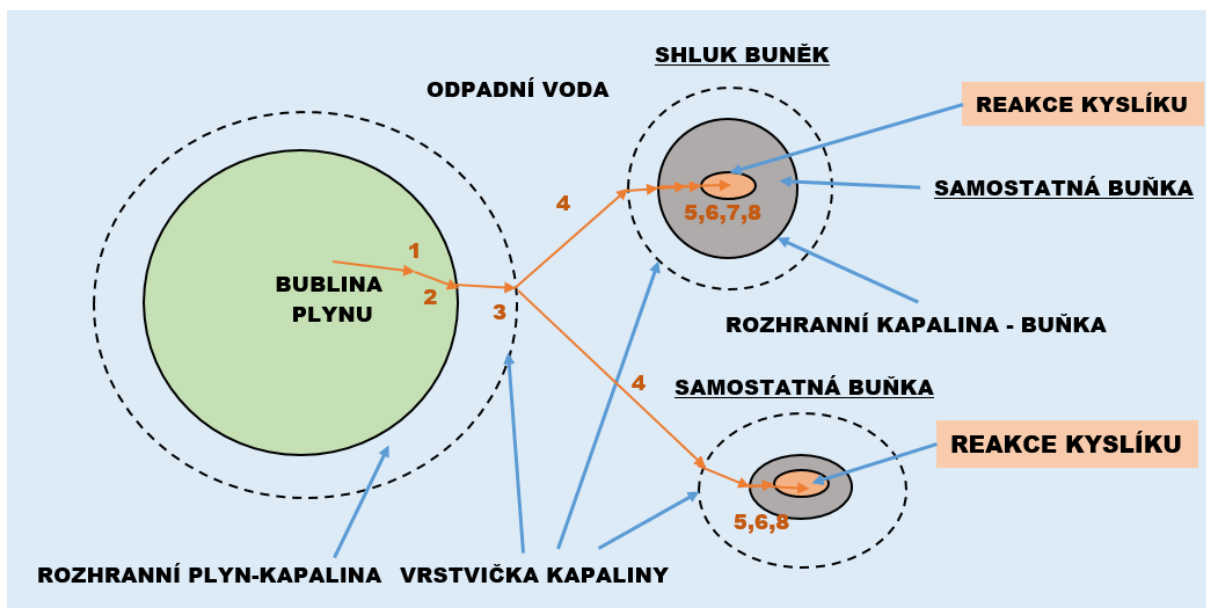 SHLUK BUNĚK
ODPADNÍ VODA
REAKCE KYSLÍKU
4
5,6,7,8
SAMOSTATNÁ BUŇKA
1
BUBLINA
PLYNU
2
3
ROZHRANNÍ KAPALINA - BUŇKA
4
SAMOSTATNÁ BUŇKA
REAKCE KYSLÍKU
5,6,8
ROZHRANNÍ PLYN-KAPALINA
VRSTVIČKA KAPALINY